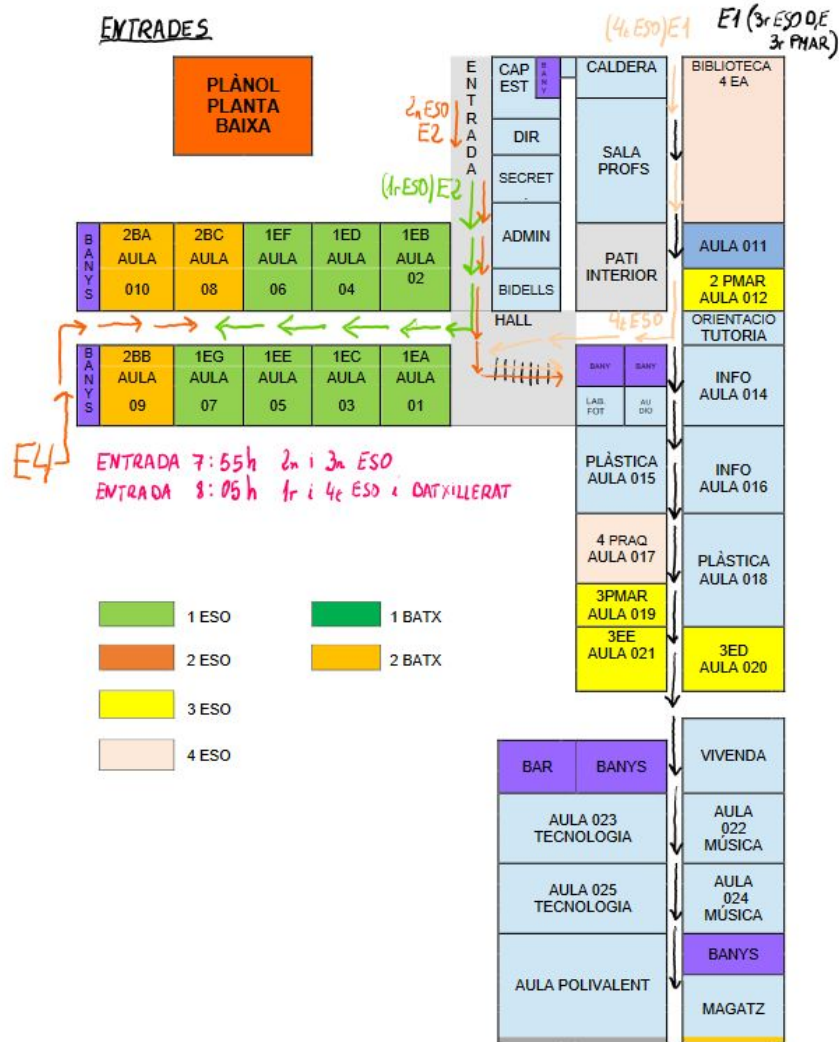 ENTRADES
(4t ESO) E1
E1 (3r ESO D,E
3r PMAR)
PLÀNOL
PLANTA
BAIXA
2n ESO
E2
(1r ESO) E2
ENTRADA
CAP
EST
BANY
DIR
SECRET
.
ADMIN
BIDELLS
HALL
CALDERA
SALA
PROFS
PATI
INTERIOR
BIBLIOTECA
4 EA
AULA 011
2 PMAR
AULA 012
ORIENTACIO
TUTORIA
4t ESO
BANYS
2BA
AULA
010
2BC
AULA
08
1EF
AULA
06
1ED
AULA
04
1EB
AULA
02
BANYS
2BB
AULA
09
1EG
AULA
07
1EE
AULA
05
1EC
AULA
03
1EA
AULA
01
E4
ENTRADA 7:55h 2n i 3r ESO
ENTRADA 8:05h 1r i 4t ESO i BATXILLERAT
BANY
BANY
LAB.
FOT
AU
DIO
INFO
AULA 014
PLÀSTICA
AULA 015
INFO
AULA 016
4 PRAQ
AULA 017
PLÀSTICA
AULA 018
3PMAR
AULA 019
3EE
AULA 021
3ED
AULA 020
1 ESO
1 BATX
2 ESO
2 BATX
3 ESO
4 ESO
BAR
BANYS
VIVENDA
AULA 023
TECNOLOGIA
AULA
022
MÚSICA
AULA 025
TECNOLOGIA
AULA
024
MÚSICA
AULA POLIVALENT
BANYS
MAGATZ